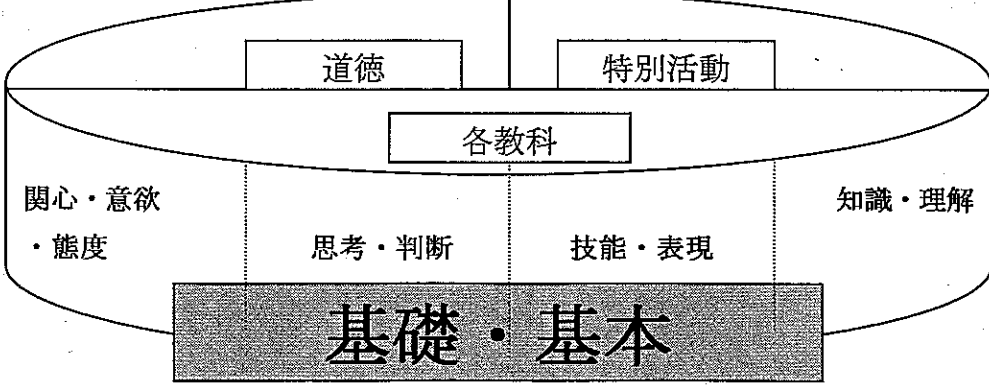 道徳
特別活動
各教科
関心・意欲
・態度
思考・判断
技能・表現
知識・理解
基礎・基本